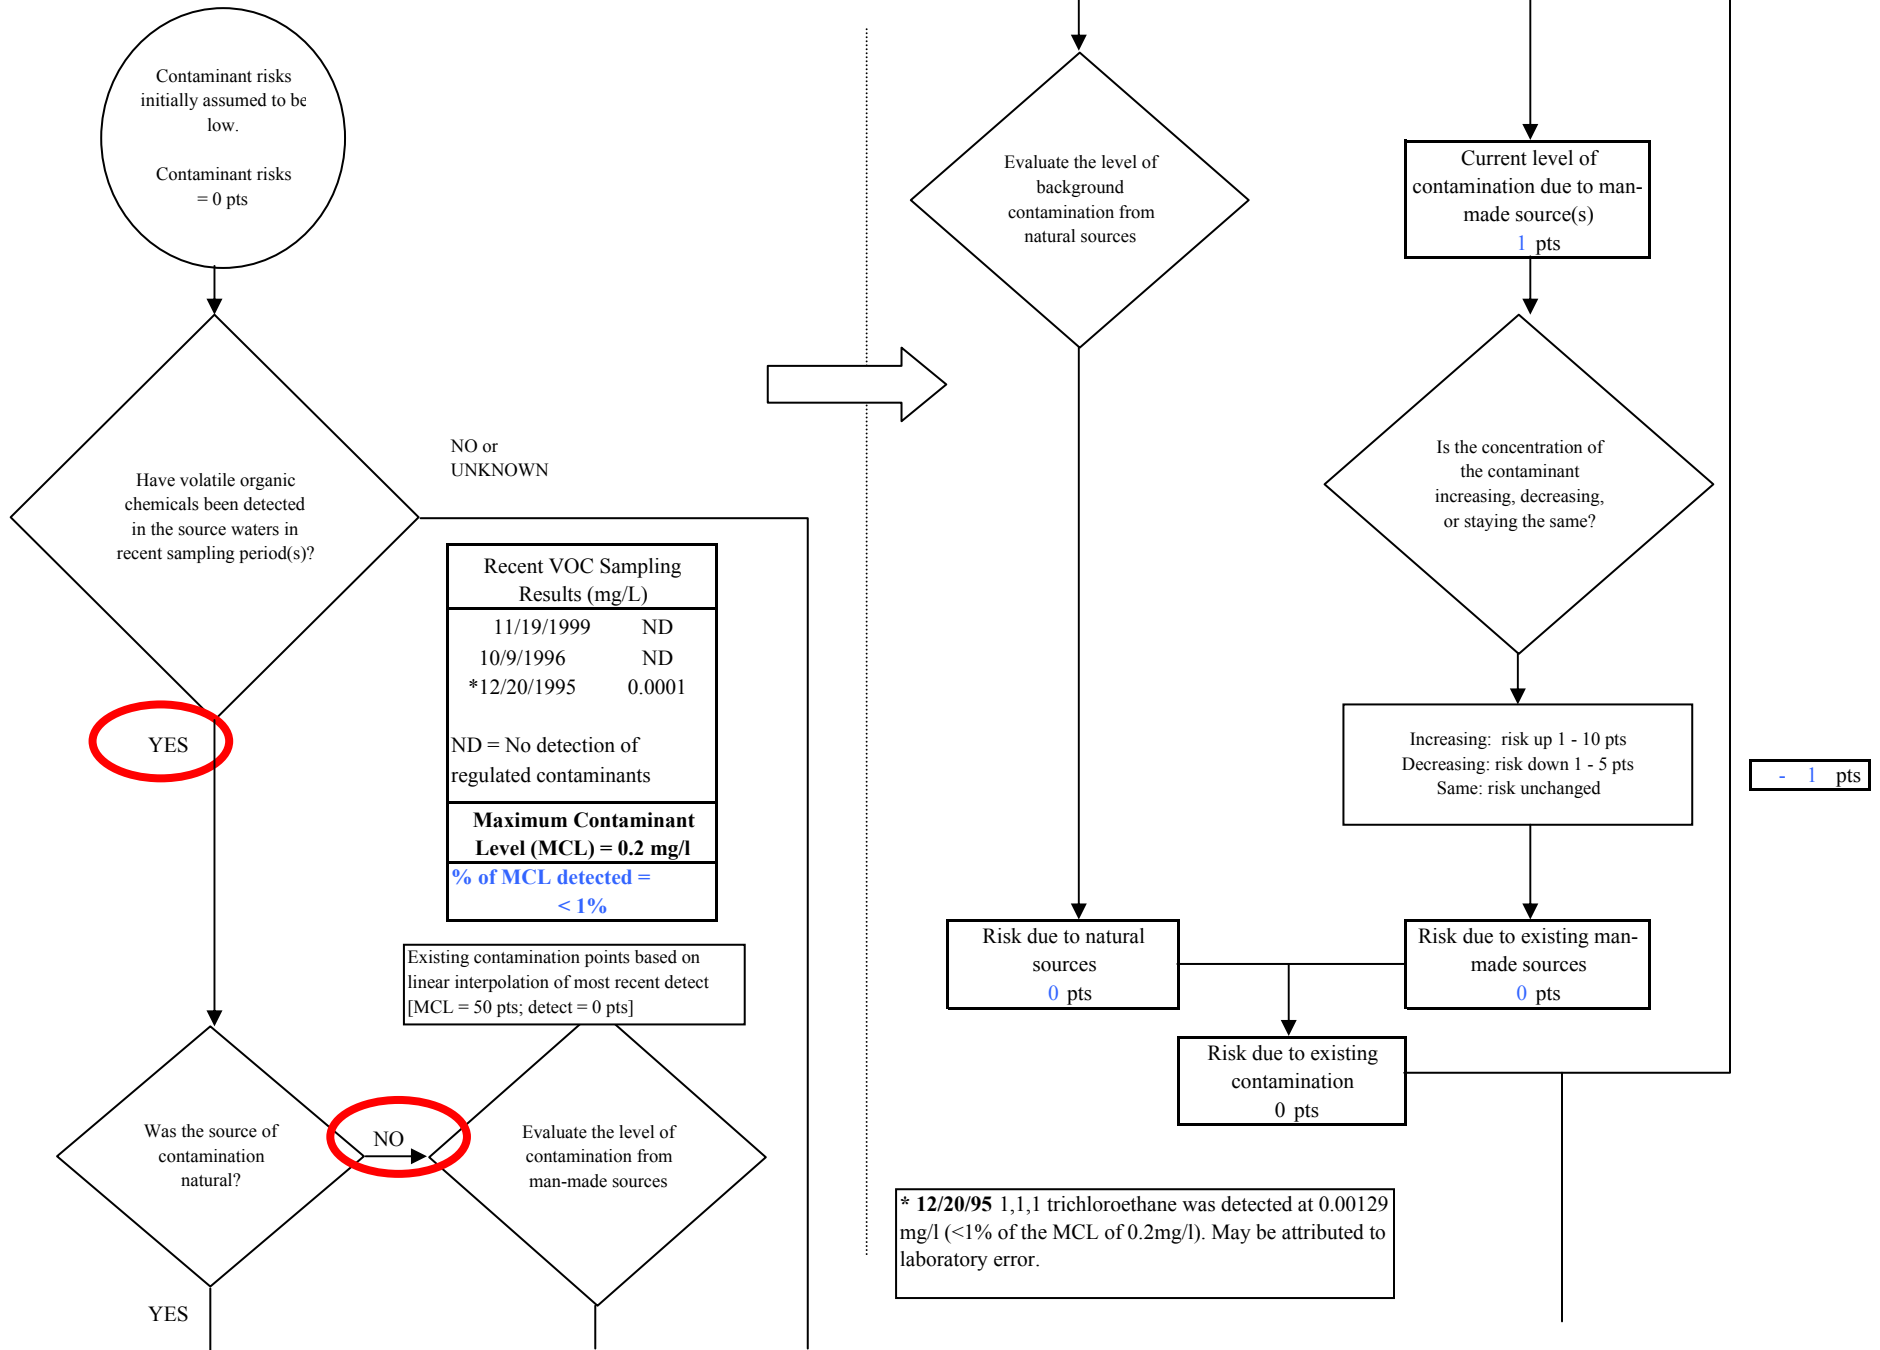 Contaminant risks
initially assumed to be
low.
Contaminant risks
= 0 pts
Have volatile organic
chemicals been detected
in the source waters in
recent sampling period(s)?
NO or
UNKNOWN
YES
Recent VOC Sampling
Results (mg/L)
11/19/1999 ND
10/9/1996 ND
*12/20/1995 0.0001
ND = No detection of
regulated contaminants
Maximum Contaminant
Level (MCL) = 0.2 mg/l
% of MCL detected =
< 1%
Existing contamination points based on
linear interpolation of most recent detect
[MCL = 50 pts; detect = 0 pts]
Was the source of
contamination
natural?
NO
Evaluate the level of
contamination from
man-made sources
YES
Evaluate the level of
background
contamination from
natural sources
Current level of
contamination due to man-
made source(s)
1 pts
Is the concentration of
the contaminant
increasing, decreasing,
or staying the same?
Increasing: risk up 1 - 10 pts
Decreasing: risk down 1 - 5 pts
Same: risk unchanged
- 1 pts
Risk due to natural
sources
0 pts
Risk due to existing man-
made sources
0 pts
Risk due to existing
contamination
0 pts
* 12/20/95 1,1,1 trichloroethane was detected at 0.00129
mg/l (<1% of the MCL of 0.2mg/l). May be attributed to
laboratory error.